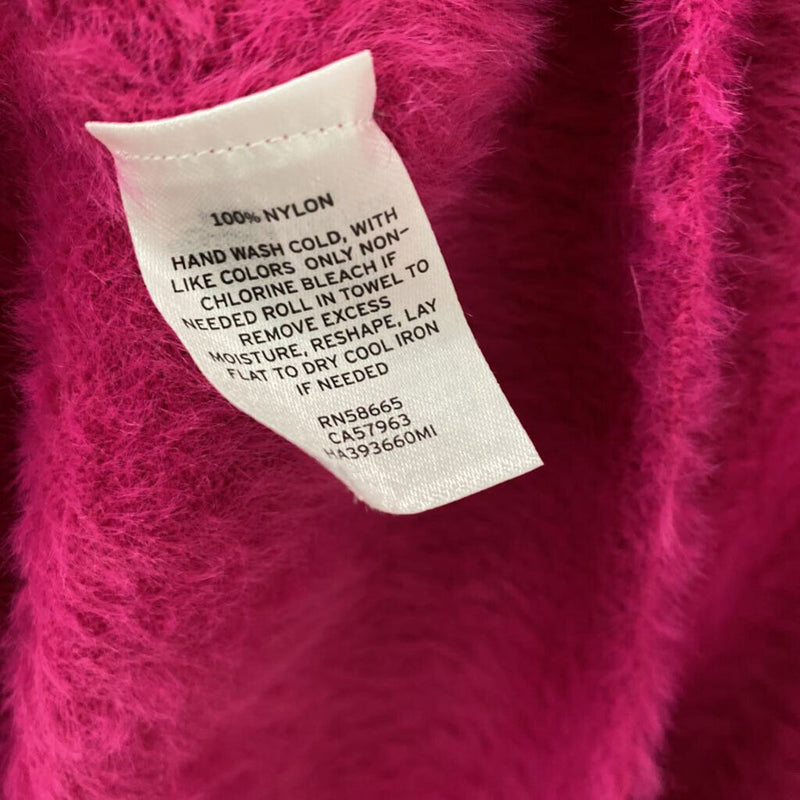 100% NYLON
HAND WASH COLD, WITH
LIKE COLORS ONLY NON-
CHLORINE BLEACH IF
NEEDED ROLL IN TOWEL TO
REMOVE EXCESS
MOISTURE, RESHAPE, LAY
FLAT TO DRY COOL IRON
IF NEEDED
RN58665
CA57963
HA393660MI